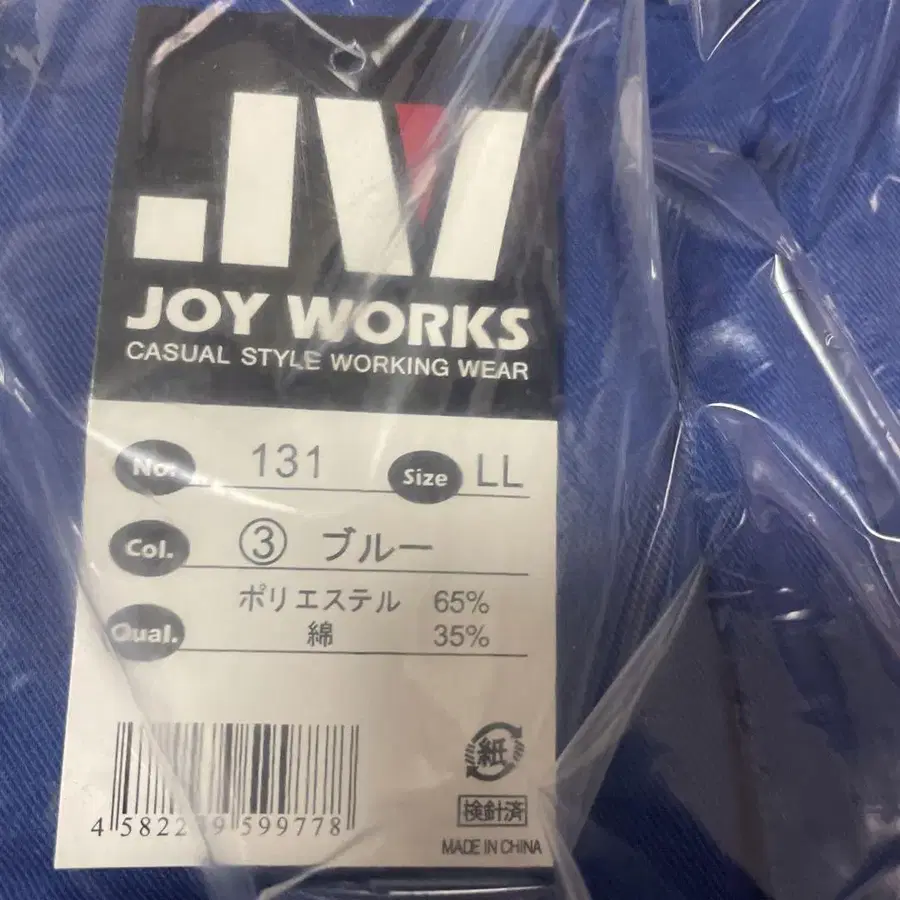 JOY WORKS
CASUAL STYLE WORKING WEAR
No. 131 Size LL
Col. ③ ブルー
Qual. ポリエステル 65%
綿 35%
紙
検針済
MADE IN CHINA